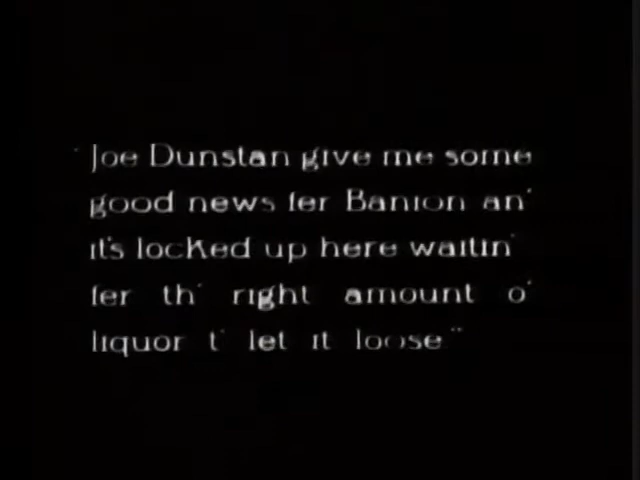 "Joe Dunstan give me some
good news fer Banion an'
it's locked up here waitin'
fer th' right amount o'
liquor t' let it loose"